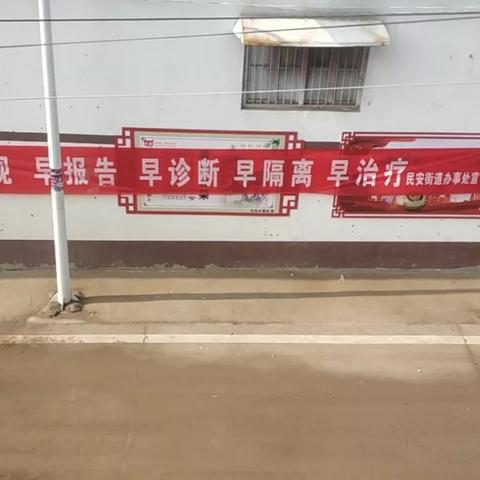 现 早报告 早诊断 早隔离 早治疗 民安街道办事处宣